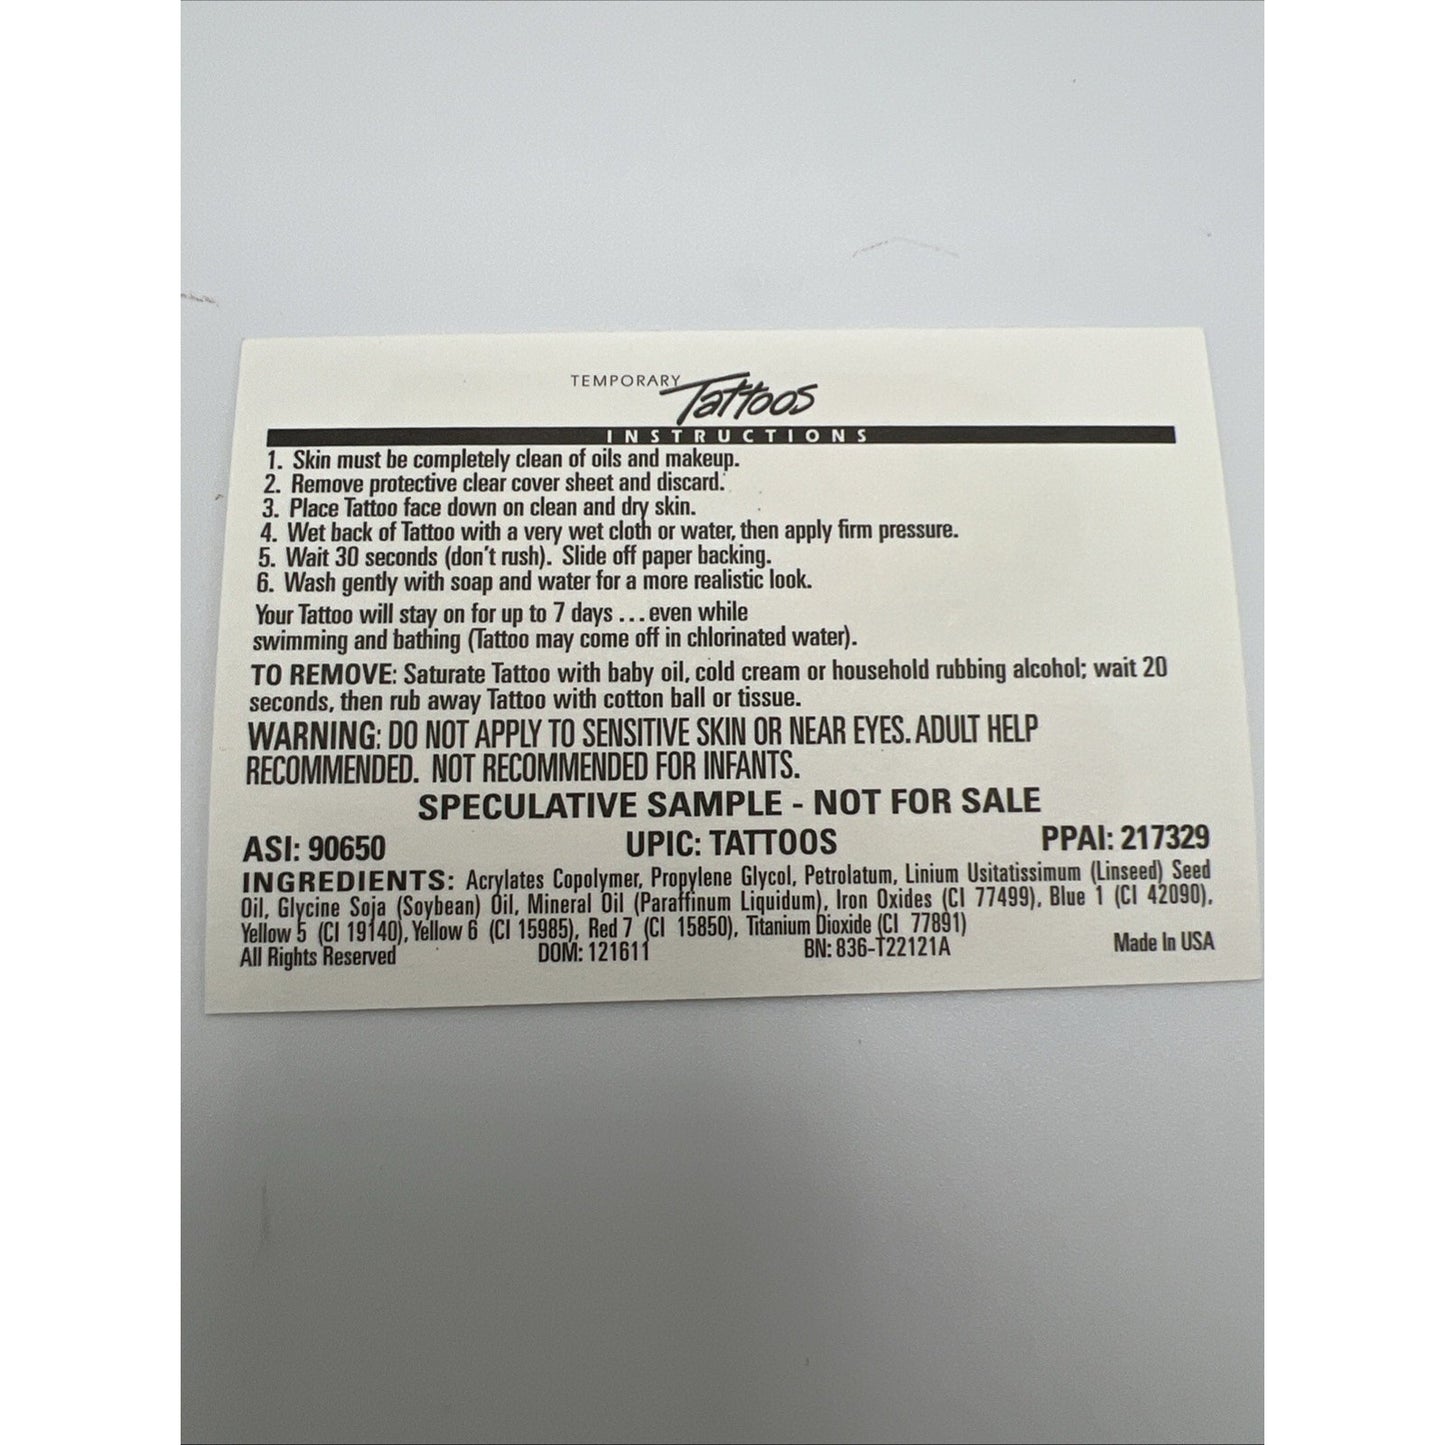 TEMPORARY Tattoos
INSTRUCTIONS
1. Skin must be completely clean of oils and makeup.
2. Remove protective clear cover sheet and discard.
3. Place Tattoo face down on clean and dry skin.
4. Wet back of Tattoo with a very wet cloth or water, then apply firm pressure.
5. Wait 30 seconds (don't rush). Slide off paper backing.
6. Wash gently with soap and water for a more realistic look.
Your Tattoo will stay on for up to 7 days ... even while
swimming and bathing (Tattoo may come off in chlorinated water).
TO REMOVE: Saturate Tattoo with baby oil, cold cream or household rubbing alcohol; wait 20
seconds, then rub away Tattoo with cotton ball or tissue.
WARNING: DO NOT APPLY TO SENSITIVE SKIN OR NEAR EYES. ADULT HELP
RECOMMENDED. NOT RECOMMENDED FOR INFANTS.
SPECULATIVE SAMPLE - NOT FOR SALE
ASI: 90650 UPIC: TATTOOS PPAI: 217329
INGREDIENTS: Acrylates Copolymer, Propylene Glycol, Petrolatum, Linium Usitatissimum (Linseed) Seed
Oil, Glycine Soja (Soybean) Oil, Mineral Oil (Paraffinum Liquidum), Iron Oxides (CI 77499), Blue 1 (CI 42090),
Yellow 5 (CI 19140), Yellow 6 (CI 15985), Red 7 (CI 15850), Titanium Dioxide (CI 77891)
All Rights Reserved DOM: 121611 BN: 836-T22121A Made In USA